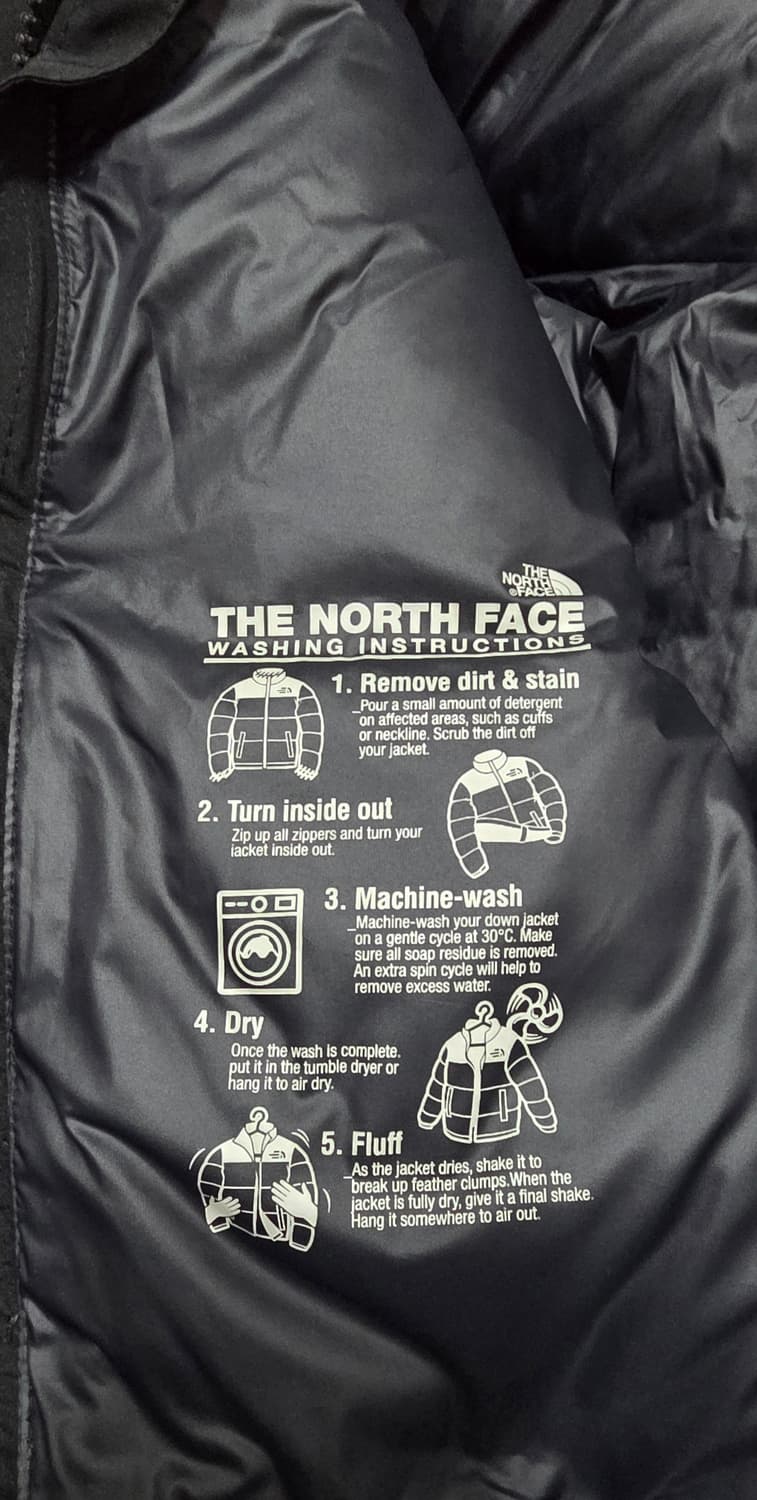 THE
NORTH
FACE
THE NORTH FACE
WASHING INSTRUCTIONS
1. Remove dirt & stain
_Pour a small amount of detergent
on affected areas, such as cuffs
or neckline. Scrub the dirt off
your jacket.
2. Turn inside out
Zip up all zippers and turn your
jacket inside out.
3. Machine-wash
_Machine-wash your down jacket
on a gentle cycle at 30°C. Make
sure all soap residue is removed.
An extra spin cycle will help to
remove excess water.
4. Dry
Once the wash is complete.
put it in the tumble dryer or
hang it to air dry.
5. Fluff
_As the jacket dries, shake it to
break up feather clumps.When the
jacket is fully dry, give it a final shake.
Hang it somewhere to air out.